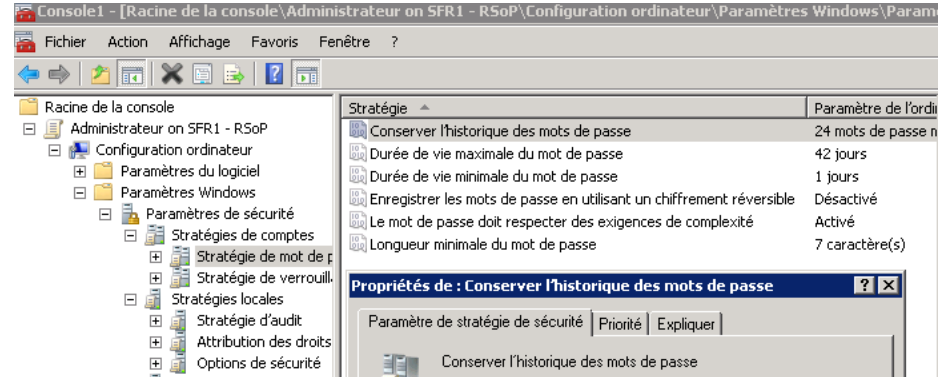 Console1 - [Racine de la console\Administrateur on SFR1 - RSoP\Configuration ordinateur\Paramètres Windows\Param
Fichier Action Affichage Favoris Fenêtre ?
Racine de la console
Administrateur on SFR1 - RSoP
Configuration ordinateur
Paramètres du logiciel
Paramètres Windows
Paramètres de sécurité
Stratégies de comptes
Stratégie de mot de p
Stratégie de verrouill
Stratégies locales
Stratégie d'audit
Attribution des droits
Options de sécurité
Stratégie Paramètre de l'ordi
Conserver l'historique des mots de passe 24 mots de passe n
Durée de vie maximale du mot de passe 42 jours
Durée de vie minimale du mot de passe 1 jours
Enregistrer les mots de passe en utilisant un chiffrement réversible Désactivé
Le mot de passe doit respecter des exigences de complexité Activé
Longueur minimale du mot de passe 7 caractère(s)
Propriétés de : Conserver l'historique des mots de passe
Paramètre de stratégie de sécurité Priorité Expliquer
Conserver l'historique des mots de passe